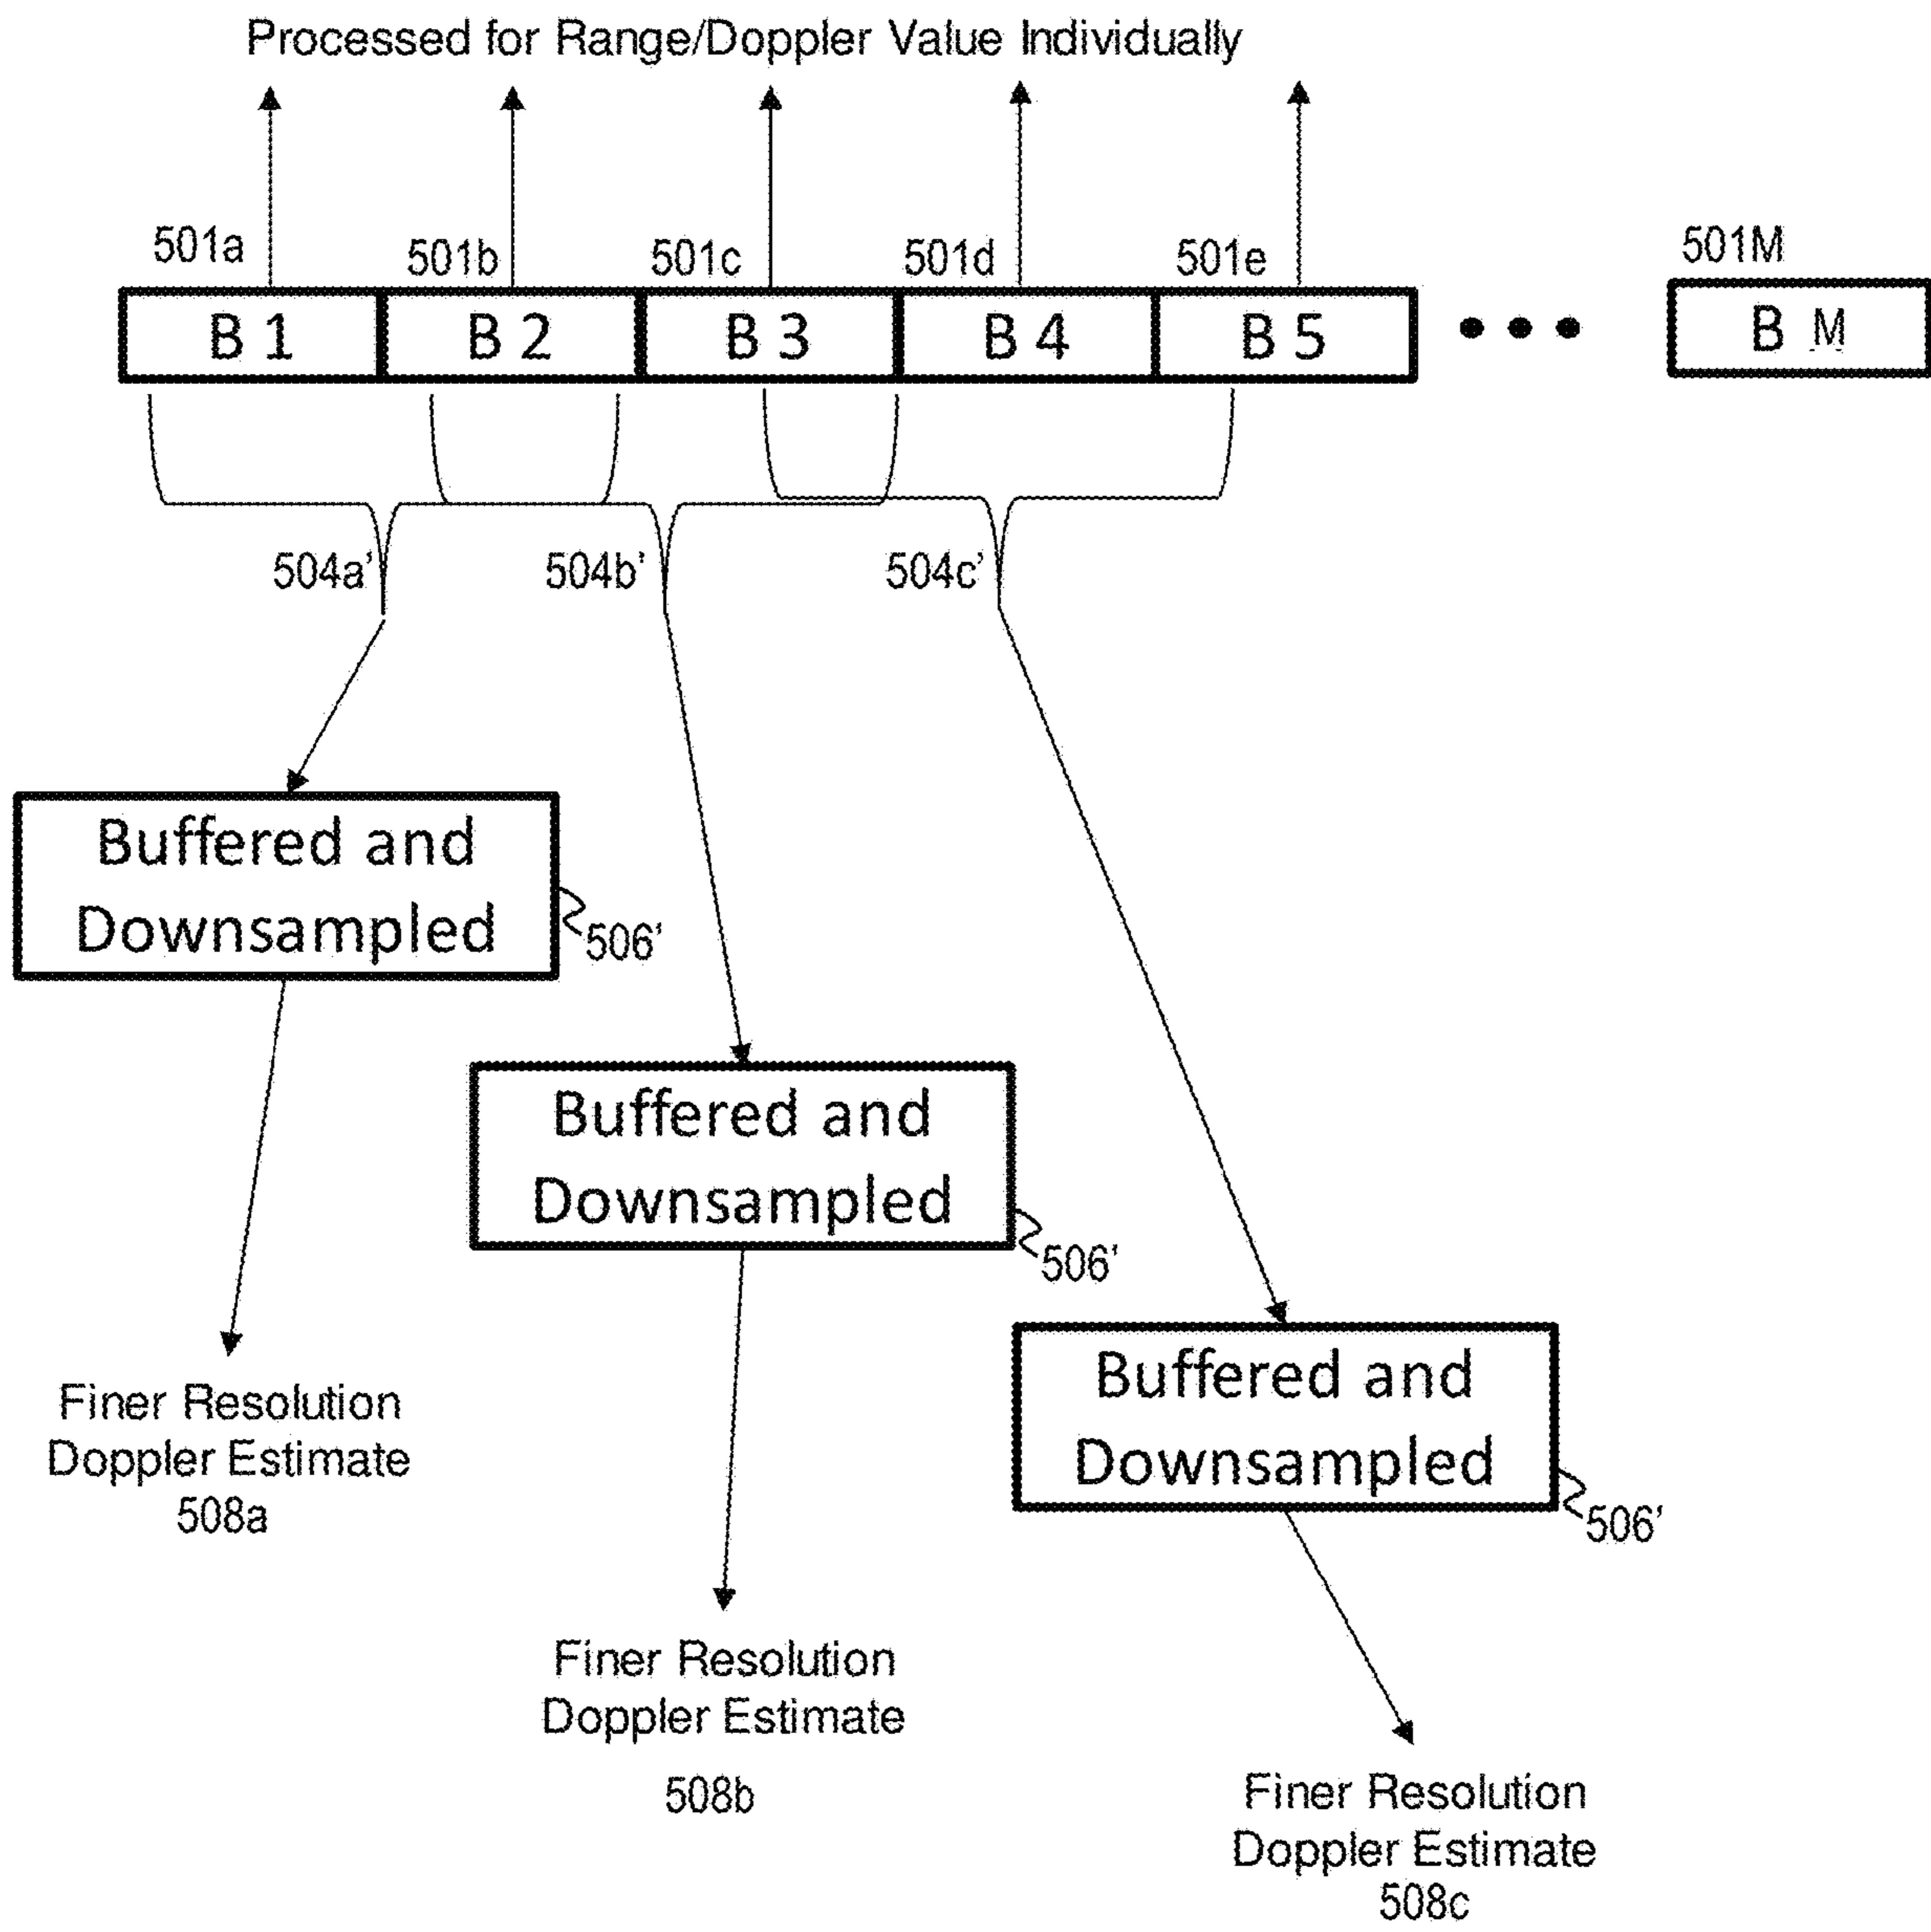 Processed for Range/Doppler Value Individually
501a
501b
501c
501d
501e
501M
B 1
B 2
B 3
B 4
B 5
B M
504a'
504b'
504c'
Buffered and
Downsampled
506'
Buffered and
Downsampled
506'
Buffered and
Downsampled
506'
Finer Resolution
Doppler Estimate
508a
Finer Resolution
Doppler Estimate
508b
Finer Resolution
Doppler Estimate
508c